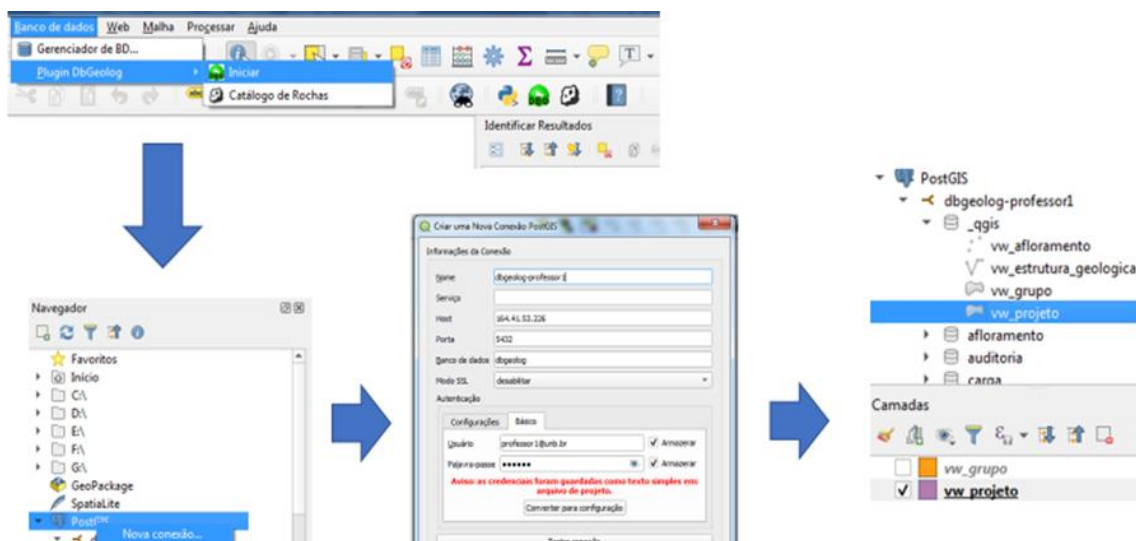 Banco de dados Web Malha Processar Ajuda
Gerenciador de BD...
Plugin DbGeolog
Iniciar
Catálogo de Rochas
Identificar Resultados
Navegador
Favoritos
Início
C:\
D:\
E:\
F:\
G:\
GeoPackage
SpatiaLite
PostGIS
Nova conexão...
Criar uma Nova Conexão PostGIS
Informações da Conexão
Nome dbgeolog-professor1
Serviço
Host 164.41.53.226
Porta 5432
Banco de dados dbgeolog
Modo SSL desabilitar
Autenticação
Configurações Básico
Usuário professor1@unb.br Armazenar
Palavra-passe ●●●●●● Armazenar
Aviso: as credenciais foram guardadas como texto simples em
arquivo de projeto.
Converter para configuração
Testar conexão
PostGIS
dbgeolog-professor1
_qgis
vw_afloramento
vw_estrutura_geologica
vw_grupo
vw_projeto
afloramento
auditoria
carga
Camadas
vw_grupo
vw_projeto